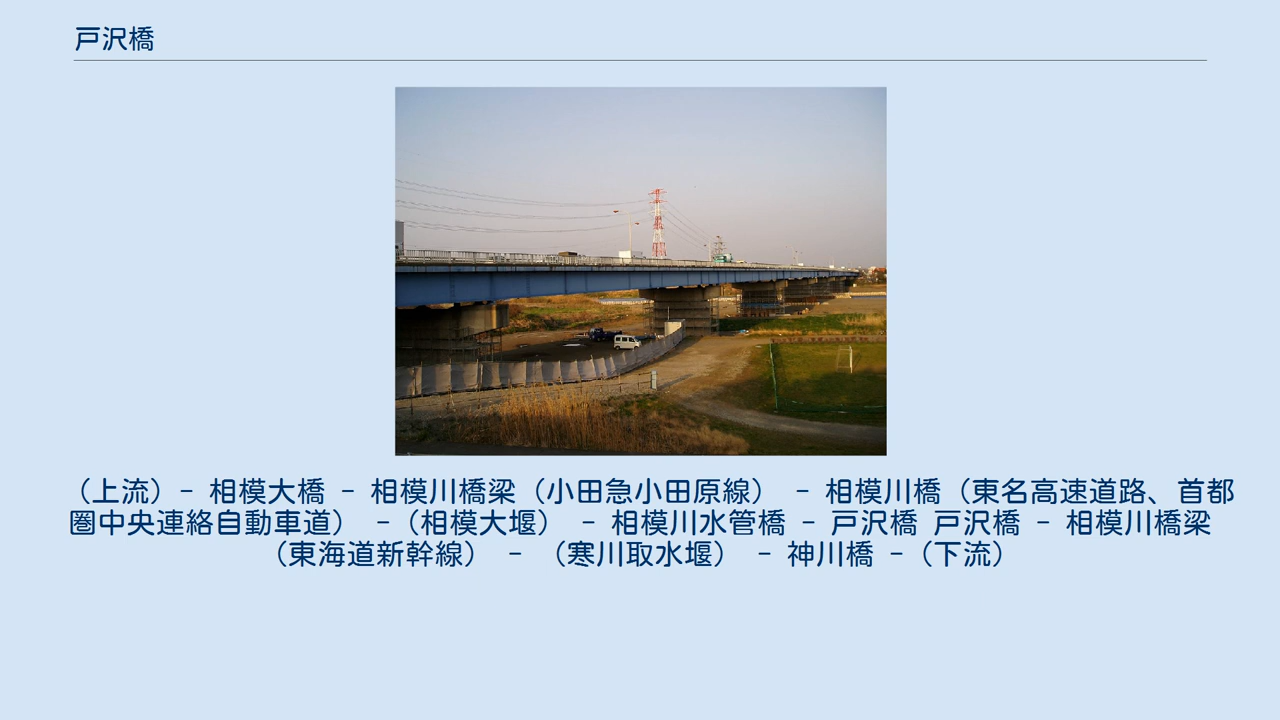 戸沢橋
（上流）- 相模大橋 - 相模川橋梁（小田急小田原線） - 相模川橋（東名高速道路、首都
圏中央連絡自動車道） -（相模大堰） - 相模川水管橋 - 戸沢橋 戸沢橋 - 相模川橋梁
（東海道新幹線） - （寒川取水堰） - 神川橋 -（下流）